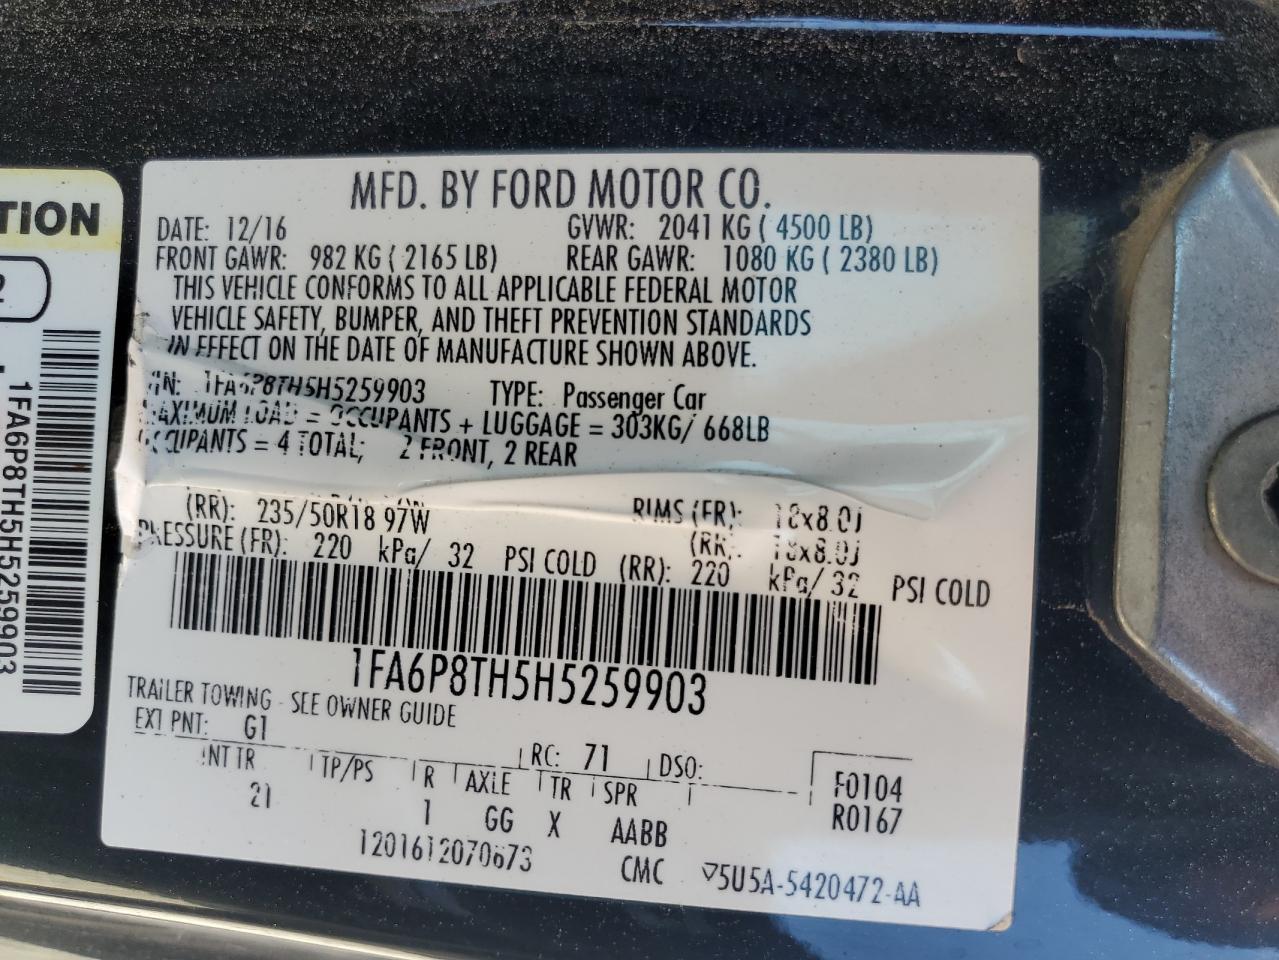 TION
2
1FA6P8TH5H5259903
MFD. BY FORD MOTOR CO.
DATE: 12/16 GVWR: 2041 KG ( 4500 LB)
FRONT GAWR: 982 KG ( 2165 LB) REAR GAWR: 1080 KG ( 2380 LB)
THIS VEHICLE CONFORMS TO ALL APPLICABLE FEDERAL MOTOR
VEHICLE SAFETY, BUMPER, AND THEFT PREVENTION STANDARDS
IN EFFECT ON THE DATE OF MANUFACTURE SHOWN ABOVE.
VIN: 1FA6P8TH5H5259903 TYPE: Passenger Car
MAXIMUM LOAD = OCCUPANTS + LUGGAGE = 303KG/ 668LB
OCCUPANTS = 4 TOTAL; 2 FRONT, 2 REAR
(RR): 235/50R18 97W RIMS (FR): 18x8.0J
(RR): 18x8.0J
PRESSURE (FR): 220 kPa/ 32 PSI COLD (RR): 220 kPa/ 32 PSI COLD
1FA6P8TH5H5259903
TRAILER TOWING - SEE OWNER GUIDE
EXT PNT: G1 RC: 71 DSO:
INT TR TP/PS R AXLE TR SPR F0104
21 1 GG X AABB R0167
1201612070673 CMC ▽5U5A-5420472-AA